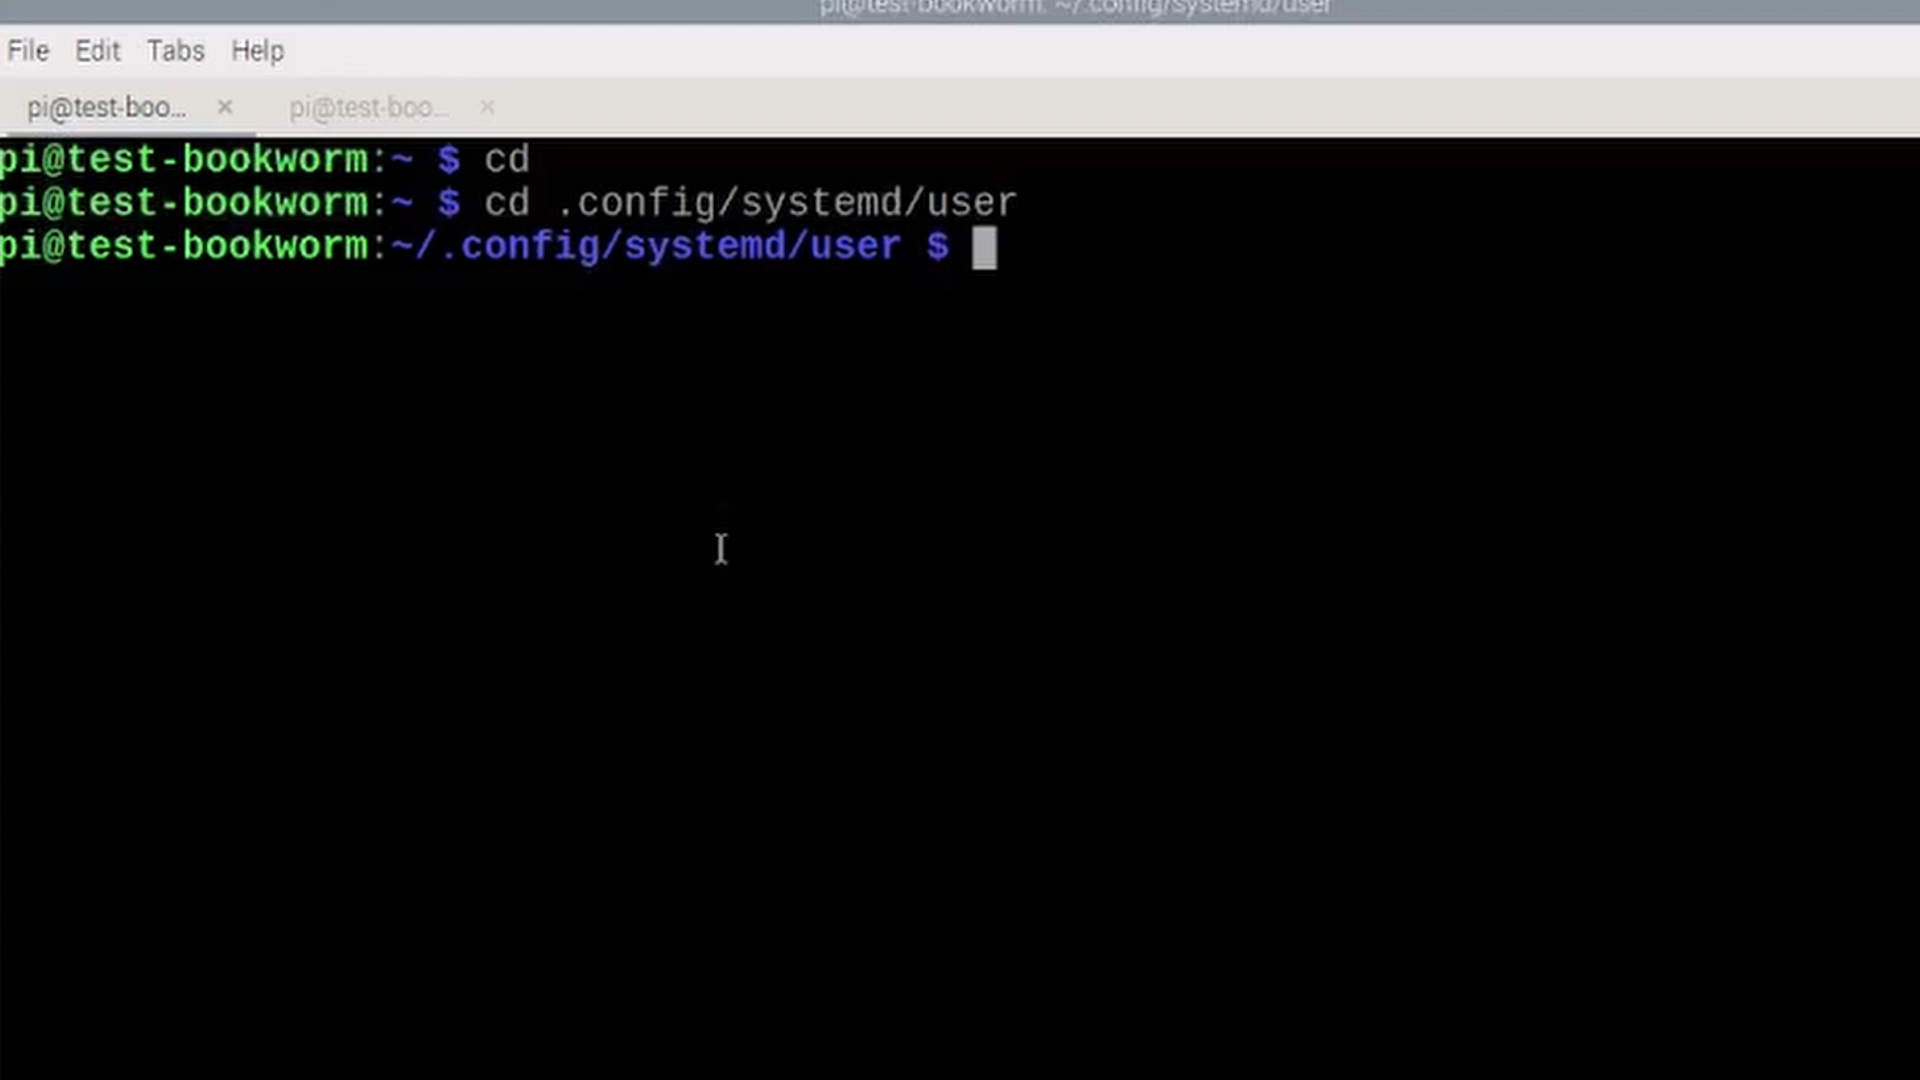 pi@test-bookworm: ~/.config/systemd/user
File Edit Tabs Help
pi@test-boo... × pi@test-boo... ×
pi@test-bookworm:~ $ cd
pi@test-bookworm:~ $ cd .config/systemd/user
pi@test-bookworm:~/.config/systemd/user $